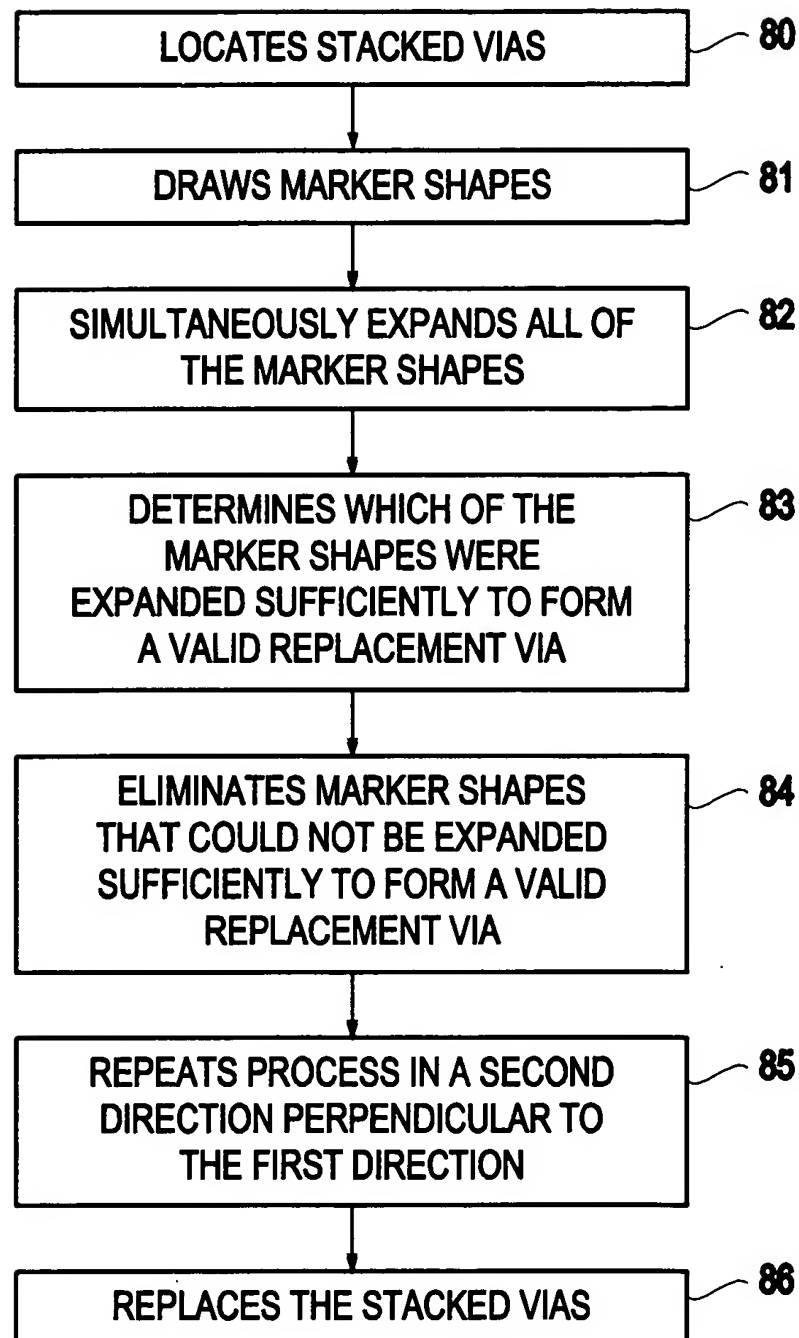 LOCATES STACKED VIAS
80
DRAWS MARKER SHAPES
81
SIMULTANEOUSLY EXPANDS ALL OF
THE MARKER SHAPES
82
DETERMINES WHICH OF THE
MARKER SHAPES WERE
EXPANDED SUFFICIENTLY TO FORM
A VALID REPLACEMENT VIA
83
ELIMINATES MARKER SHAPES
THAT COULD NOT BE EXPANDED
SUFFICIENTLY TO FORM A VALID
REPLACEMENT VIA
84
REPEATS PROCESS IN A SECOND
DIRECTION PERPENDICULAR TO
THE FIRST DIRECTION
85
REPLACES THE STACKED VIAS
86